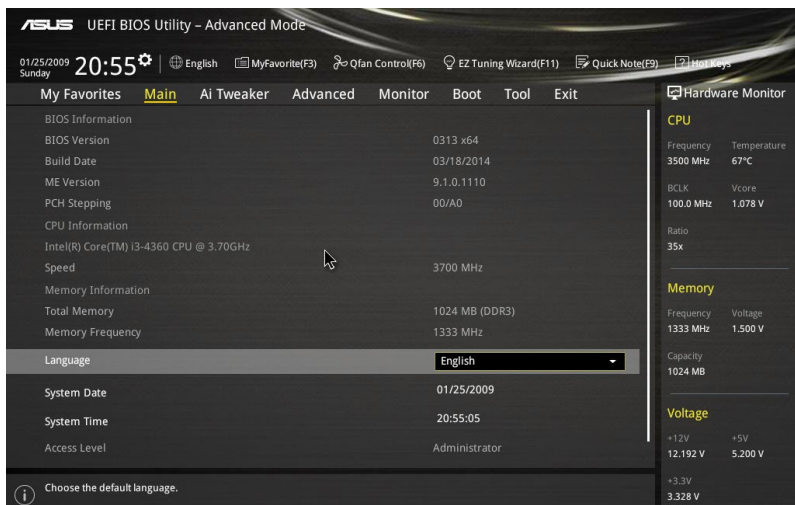 ASUS UEFI BIOS Utility – Advanced Mode
01/25/2009
Sunday
20:55
English
MyFavorite(F3)
Qfan Control(F6)
EZ Tuning Wizard(F11)
Quick Note(F9)
? Hot Keys
My Favorites Main Ai Tweaker Advanced Monitor Boot Tool Exit
BIOS Information
BIOS Version 0313 x64
Build Date 03/18/2014
ME Version 9.1.0.1110
PCH Stepping 00/A0
CPU Information
Intel(R) Core(TM) i3-4360 CPU @ 3.70GHz
Speed 3700 MHz
Memory Information
Total Memory 1024 MB (DDR3)
Memory Frequency 1333 MHz
Language English
System Date 01/25/2009
System Time 20:55:05
Access Level Administrator
i Choose the default language.
Hardware Monitor
CPU
Frequency Temperature
3500 MHz 67°C
BCLK Vcore
100.0 MHz 1.078 V
Ratio
35x
Memory
Frequency Voltage
1333 MHz 1.500 V
Capacity
1024 MB
Voltage
+12V +5V
12.192 V 5.200 V
+3.3V
3.328 V